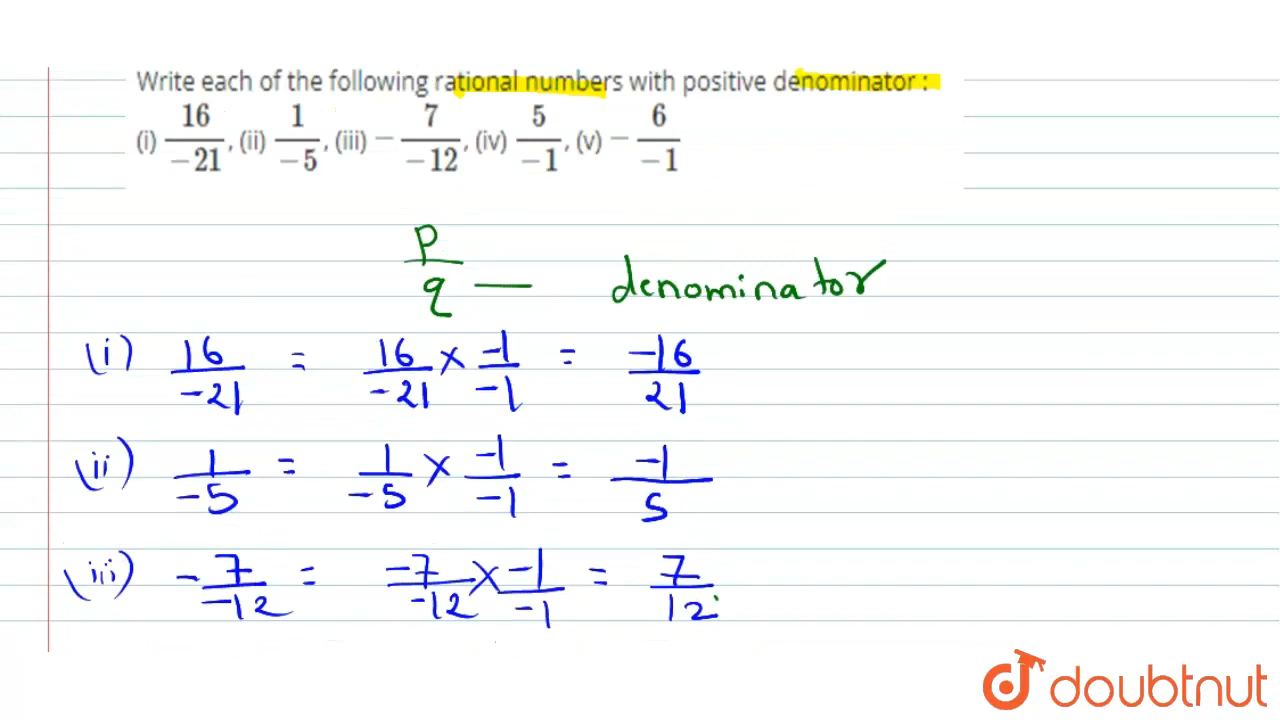 Write each of the following rational numbers with positive denominator :
(i) 16/-21, (ii) 1/-5, (iii) - 7/-12, (iv) 5/-1, (v) - 6/-1
p/q — denominator
(i) 16/-21 = 16/-21 × -1/-1 = -16/21
(ii) 1/-5 = 1/-5 × -1/-1 = -1/5
(iii) - 7/-12 = -7/-12 × -1/-1 = 7/12
doubtnut